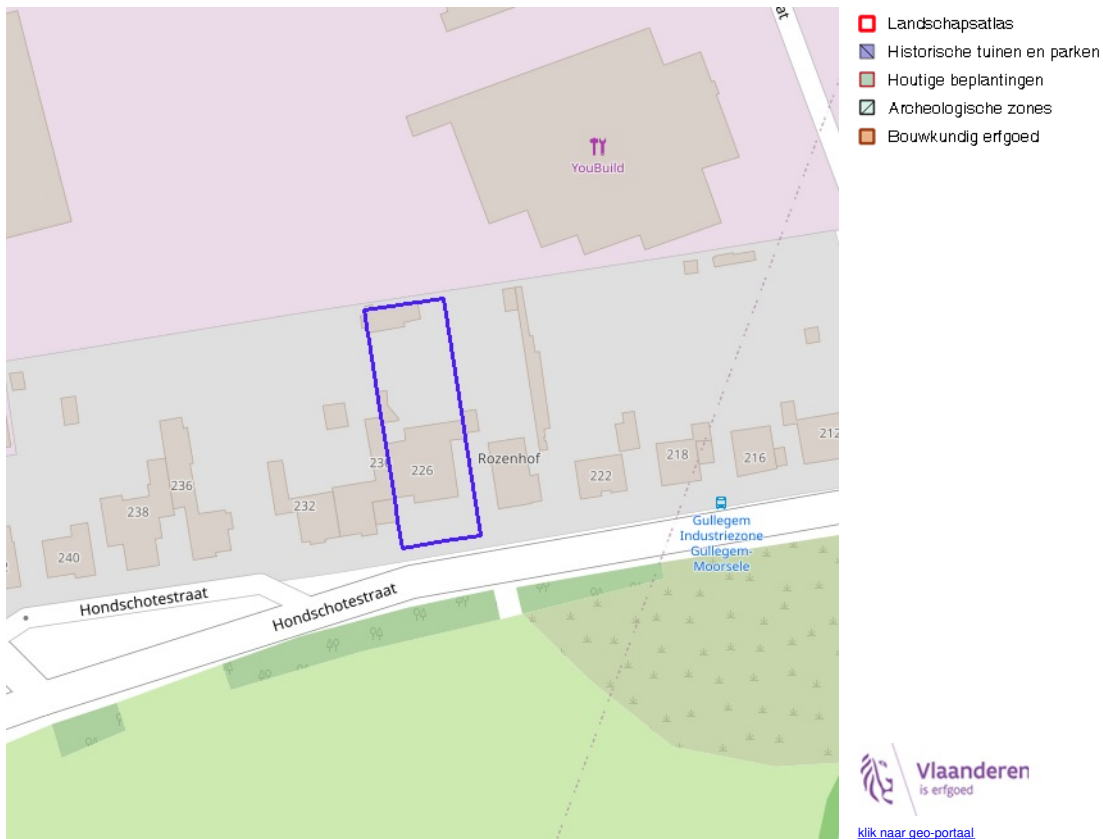 at
Landschapsatlas
Historische tuinen en parken
Houtige beplantingen
Archeologische zones
Bouwkundig erfgoed
YouBuild
212
Rozenhof
218
216
222
226
236
232
238
240
Gullegem
Industriezone
Gullegem-
Moorsele
Hondschotestraat
Hondschotestraat
Vlaanderen
is erfgoed
klik naar geo-portaal